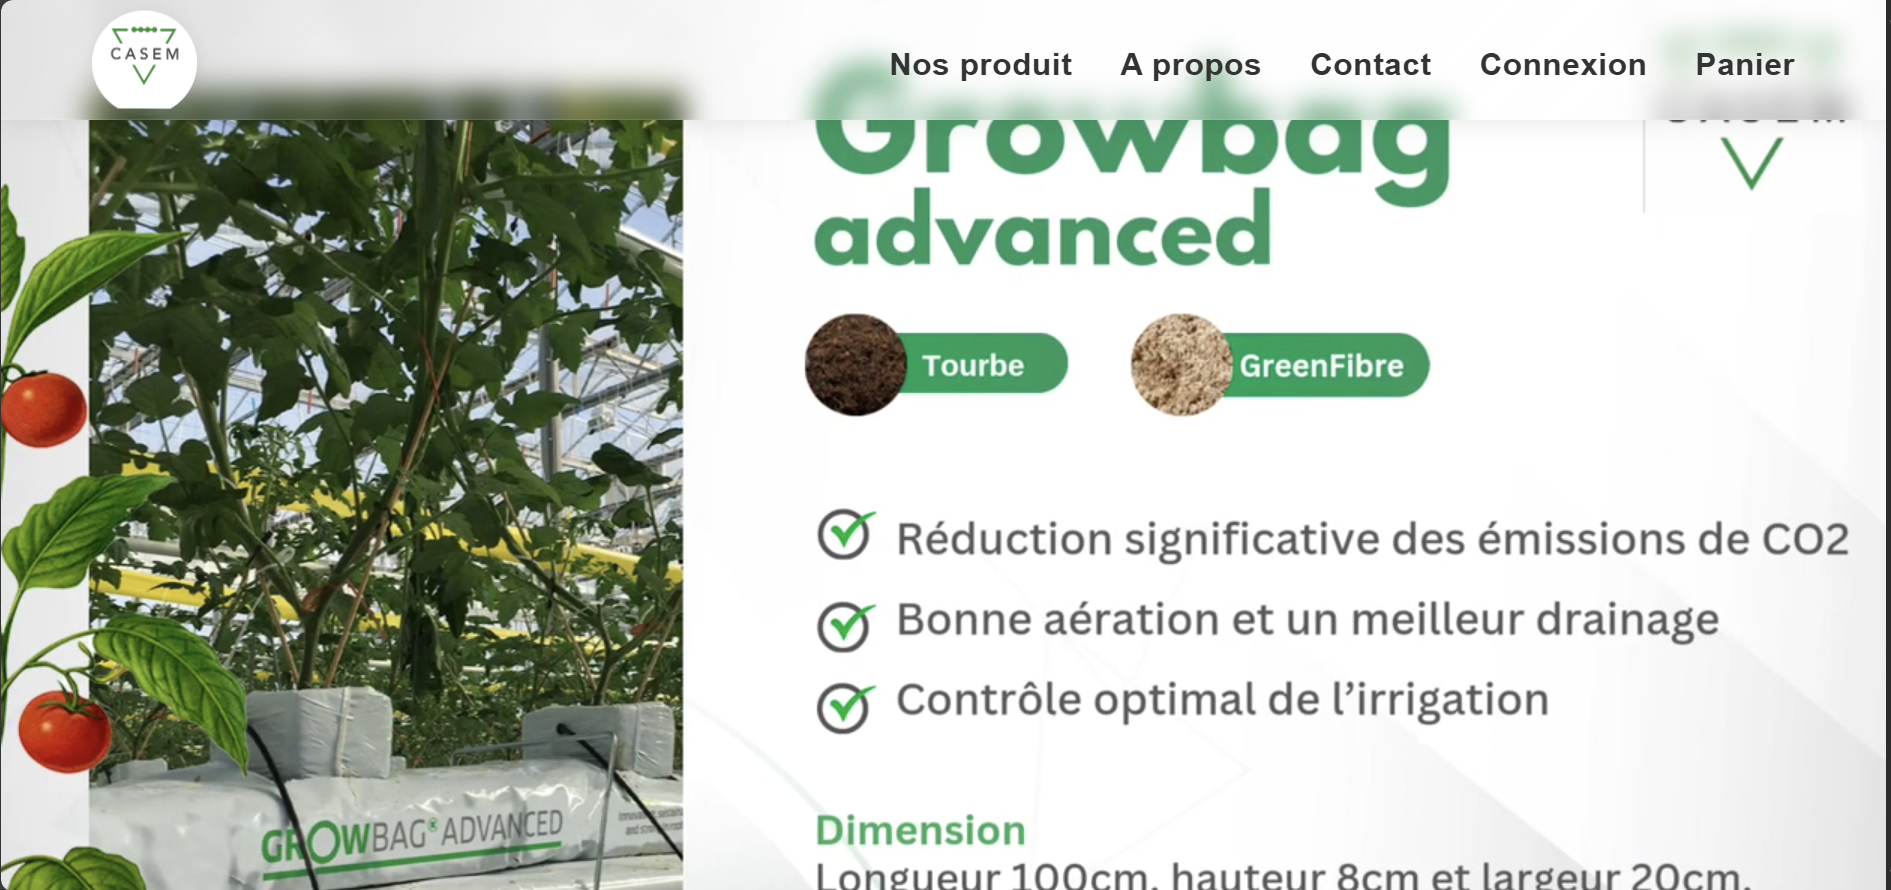 CASEM
Nos produit A propos Contact Connexion Panier
Growbag
advanced
Tourbe
GreenFibre
Réduction significative des émissions de CO2
Bonne aération et un meilleur drainage
Contrôle optimal de l’irrigation
GROWBAG® ADVANCED
Dimension
Longueur 100cm, hauteur 8cm et largeur 20cm.